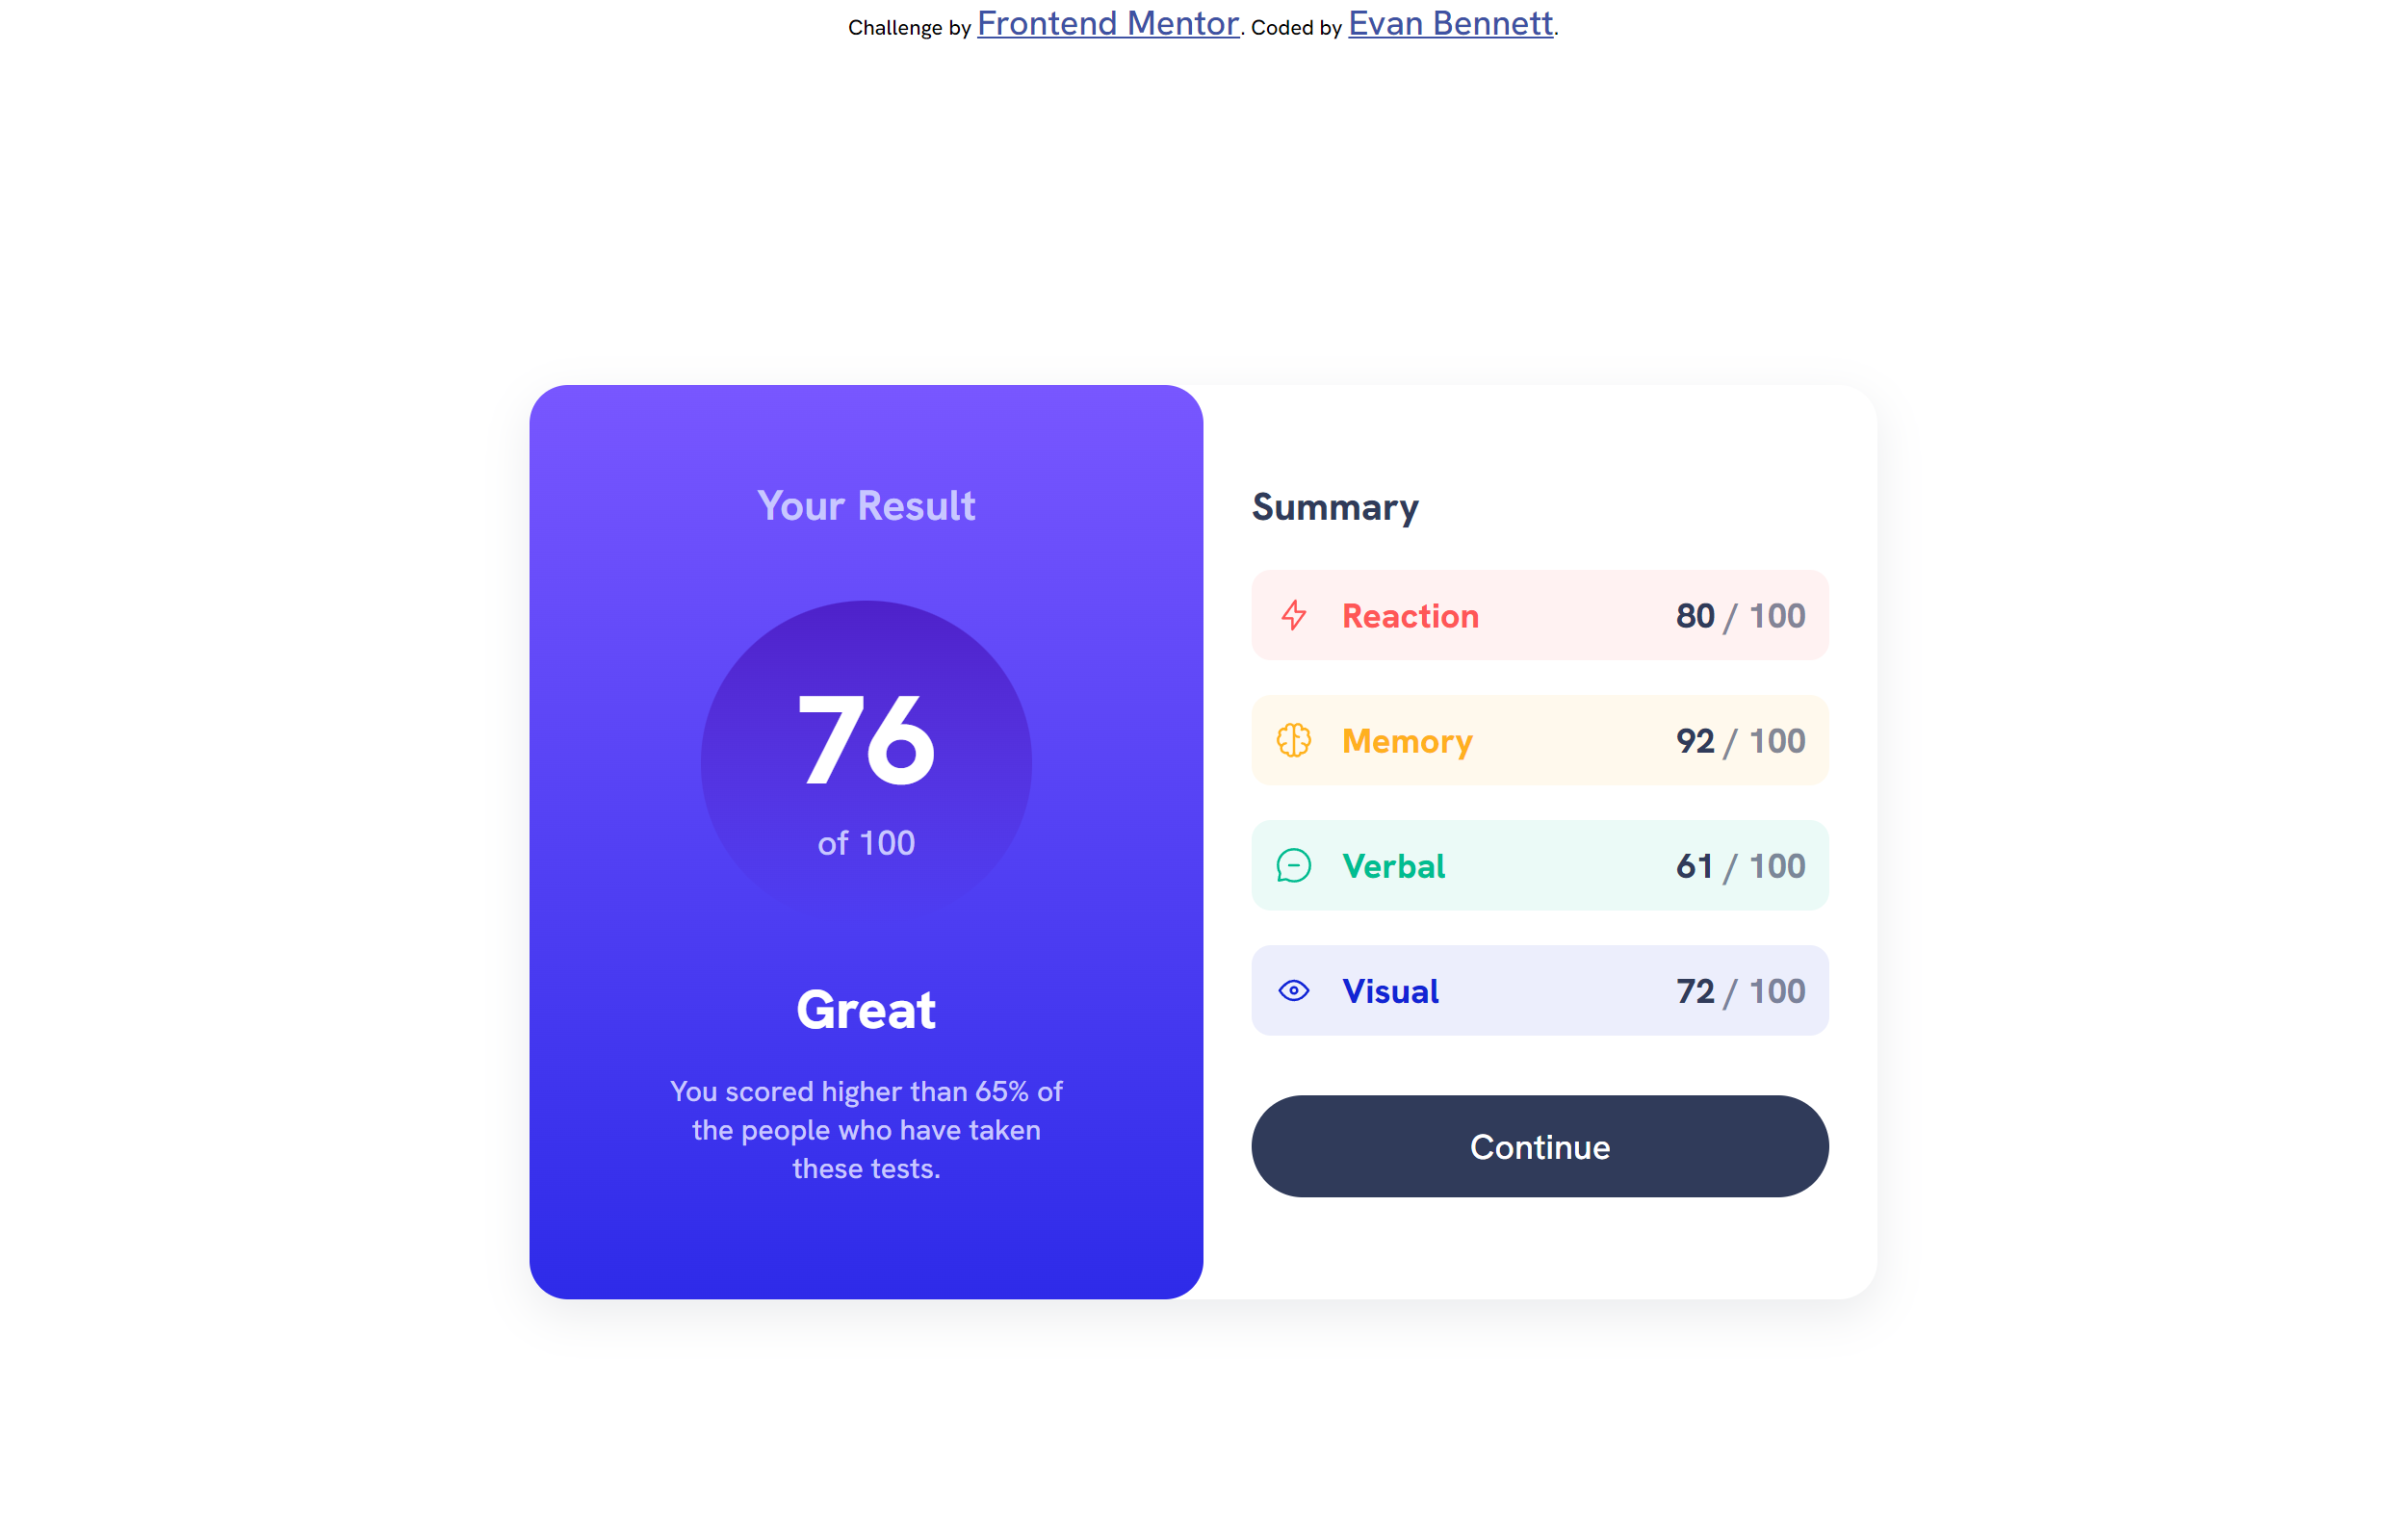 Challenge by Frontend Mentor. Coded by Evan Bennett.
Your Result
76
of 100
Great
You scored higher than 65% of
the people who have taken
these tests.
Summary
Reaction 80 / 100
Memory 92 / 100
Verbal 61 / 100
Visual 72 / 100
Continue